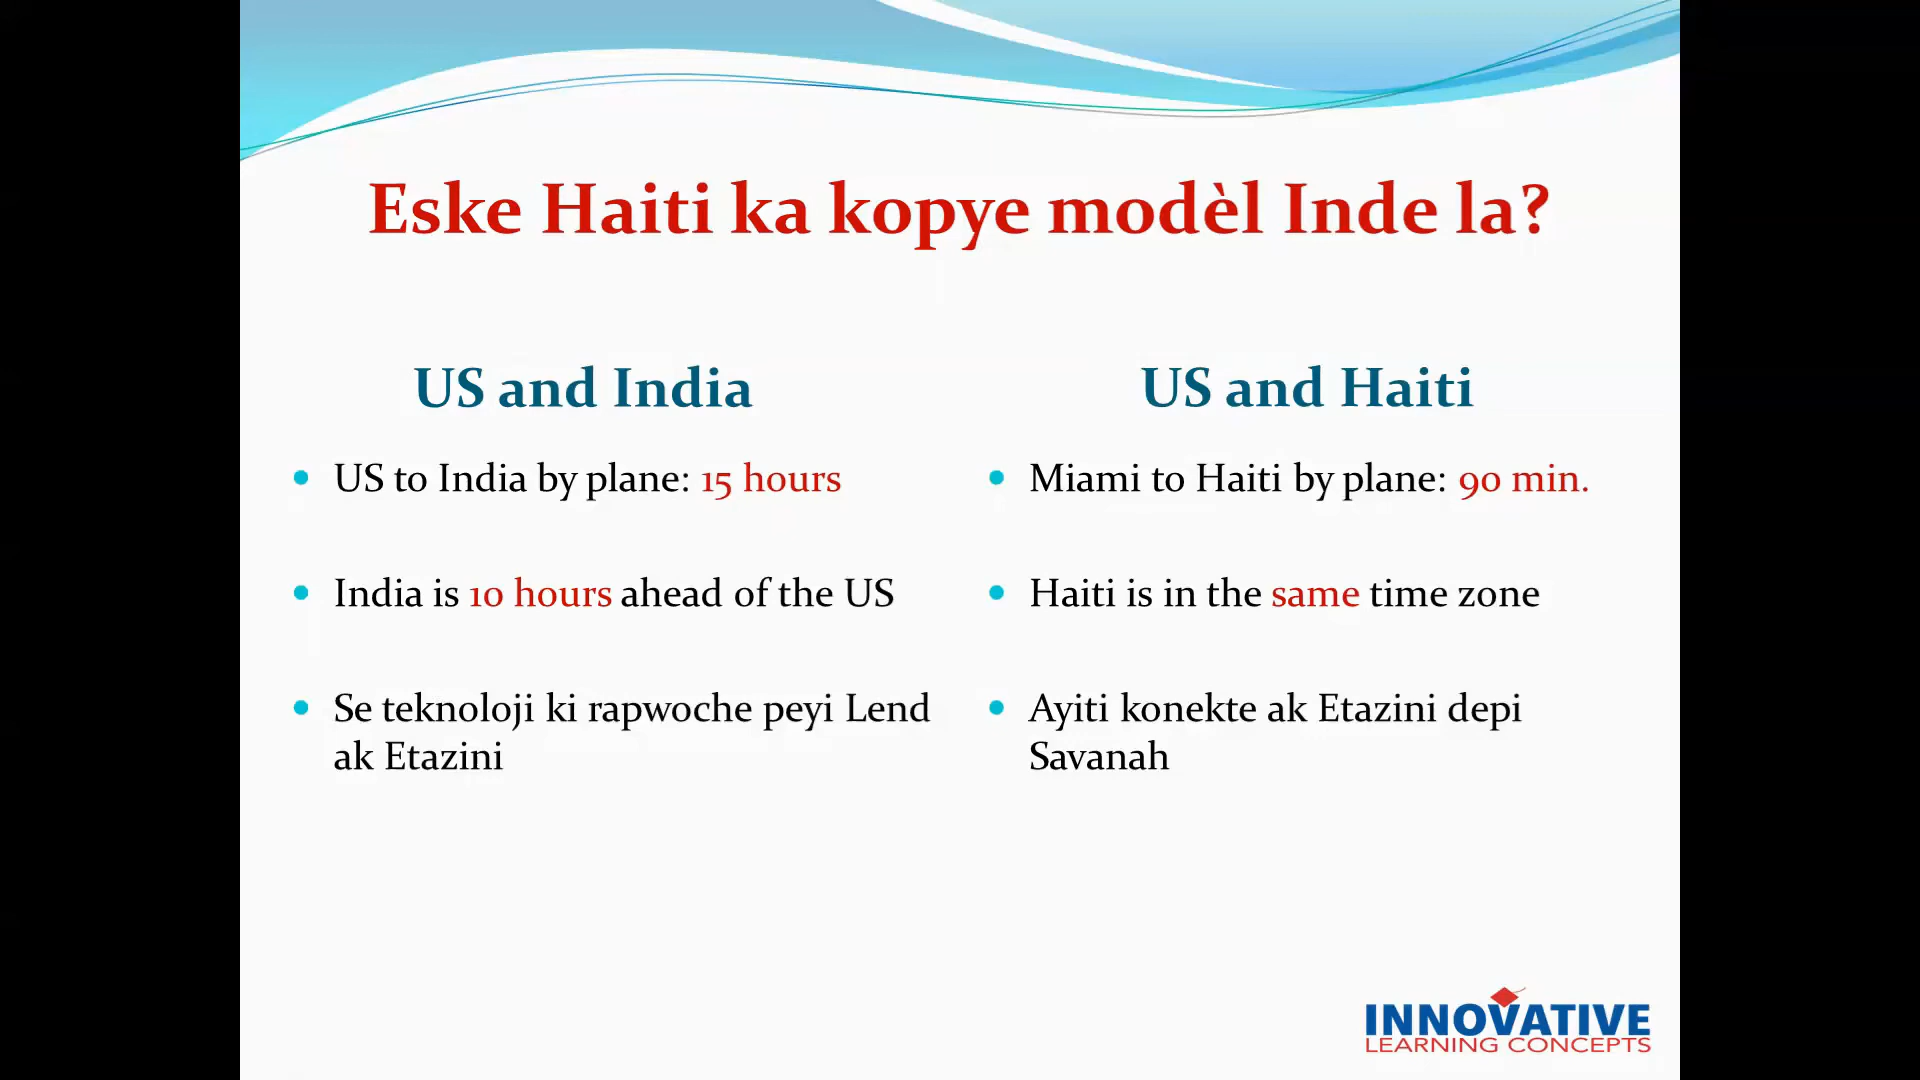 Eske Haiti ka kopye modèl Inde la?
US and India
US to India by plane: 15 hours
India is 10 hours ahead of the US
Se teknoloji ki rapwoche peyi Lend
ak Etazini
US and Haiti
Miami to Haiti by plane: 90 min.
Haiti is in the same time zone
Ayiti konekte ak Etazini depi
Savanah
INNOVATIVE
LEARNING CONCEPTS